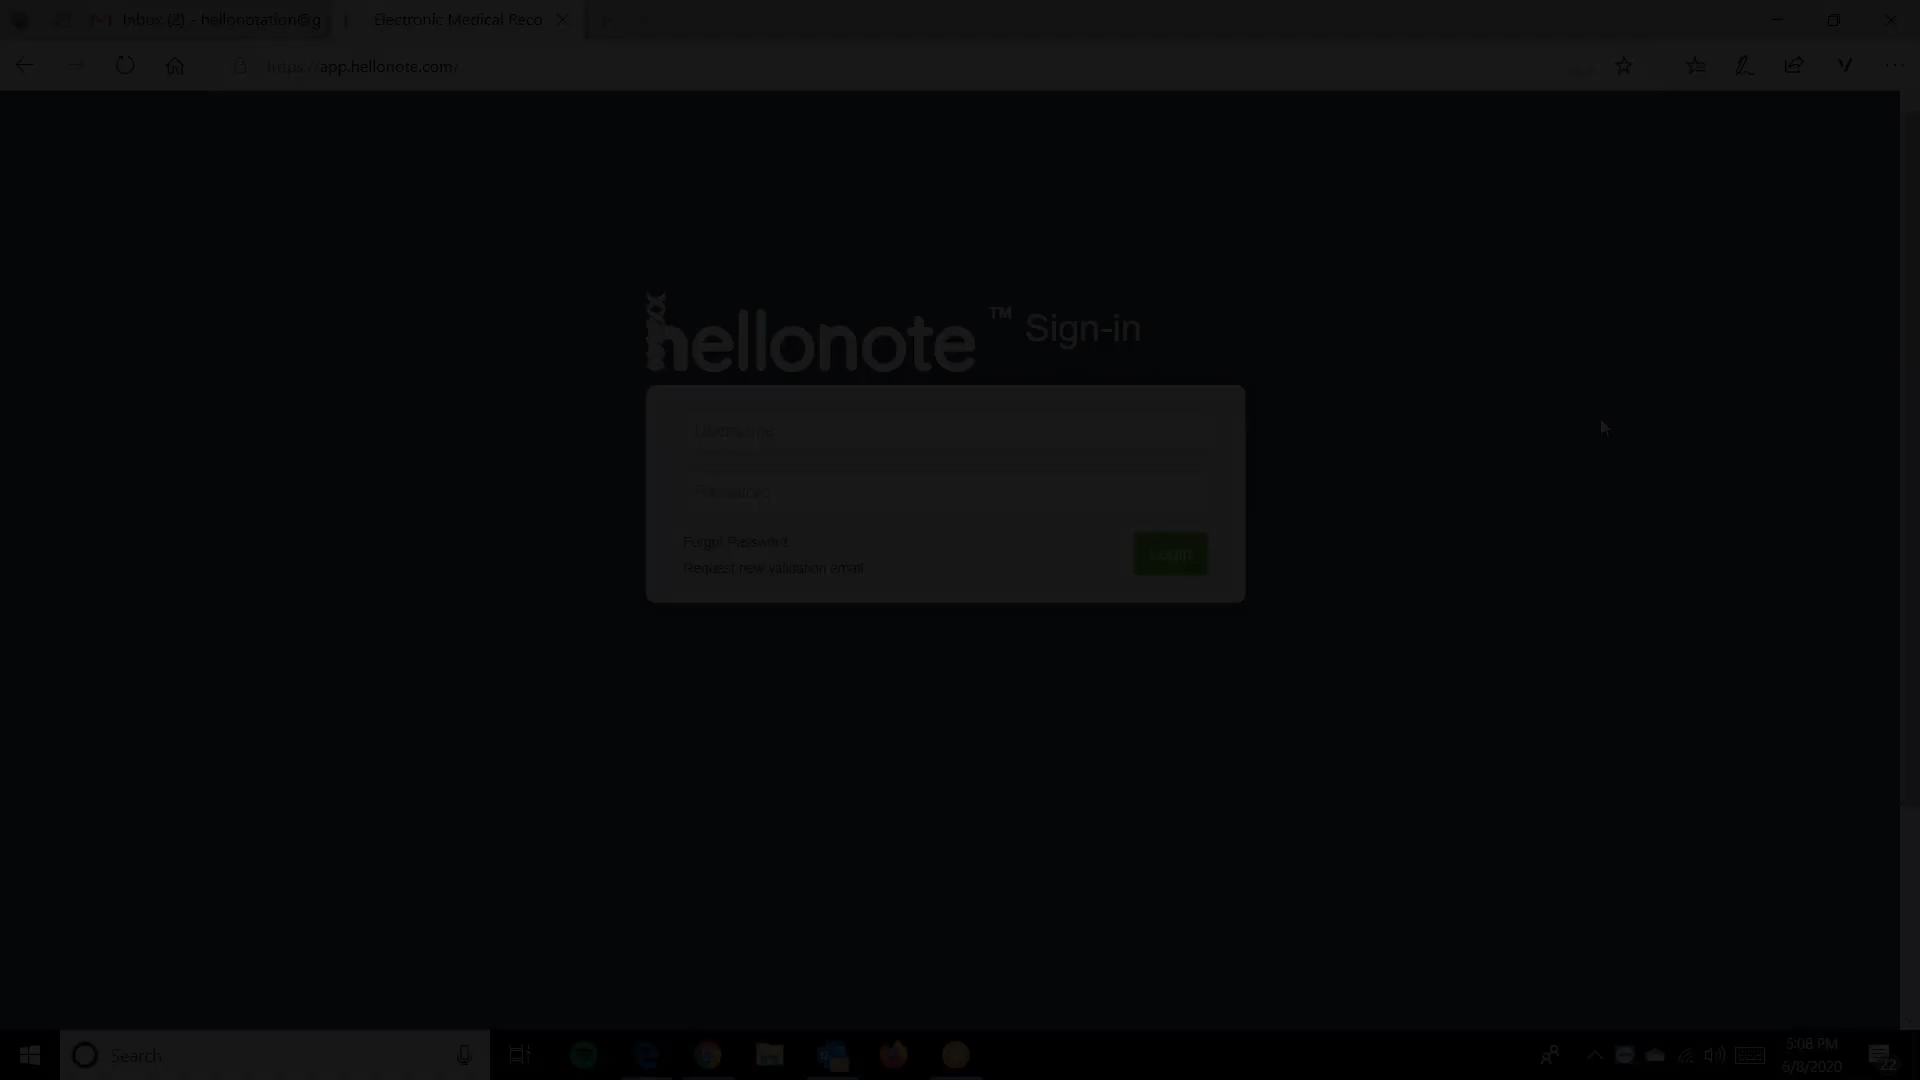 Inbox (2) - hellonotation@g
Electronic Medical Reco
https://app.hellonote.com/
hellonote ™ Sign-in
Username
Password
Forgot Password
Login
Request new validation email
Search
5:08 PM
6/8/2020
22